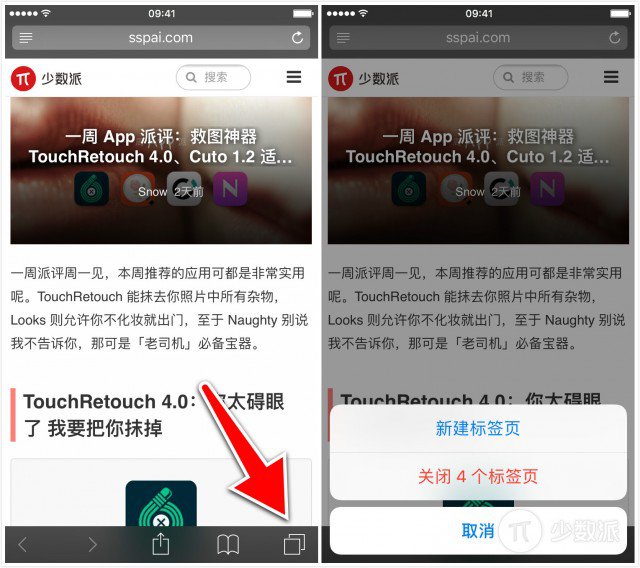 09:41
sspai.com
少数派
搜索
一周 App 派评：救图神器
TouchRetouch 4.0、Cuto 1.2 适...
Snow 2天前
一周派评周一见，本周推荐的应用可都是非常实用
呢。TouchRetouch 能抹去你照片中所有杂物，
Looks 则允许你不化妆就出门，至于 Naughty 别说
我不告诉你，那可是「老司机」必备宝器。
TouchRetouch 4.0：你太碍眼
了 我要把你抹掉
09:41
sspai.com
少数派
搜索
一周 App 派评：救图神器
TouchRetouch 4.0、Cuto 1.2 适...
Snow 2天前
一周派评周一见，本周推荐的应用可都是非常实用
呢。TouchRetouch 能抹去你照片中所有杂物，
Looks 则允许你不化妆就出门，至于 Naughty 别说
我不告诉你，那可是「老司机」必备宝器。
TouchRetouch 4.0：你太碍眼
新建标签页
关闭 4 个标签页
取消
少数派